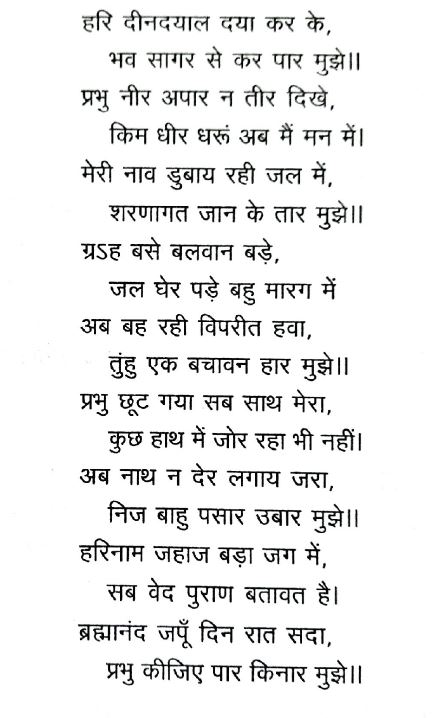 हरि दीनदयाल दया कर के,
भव सागर से कर पार मुझे॥
प्रभु नीर अपार न तीर दिखे,
किम धीर धरूं अब मैं मन में।
मेरी नाव डुबाय रही जल में,
शरणागत जान के तार मुझे॥
ग्रऽह बसे बलवान बड़े,
जल घेर पड़े बहु मारग में
अब बह रही विपरीत हवा,
तुंहु एक बचावन हार मुझे॥
प्रभु छूट गया सब साथ मेरा,
कुछ हाथ में जोर रहा भी नहीं।
अब नाथ न देर लगाय जरा,
निज बाहु पसार उबार मुझे॥
हरिनाम जहाज बड़ा जग में,
सब वेद पुराण बतावत है।
ब्रह्मानंद जपूँ दिन रात सदा,
प्रभु कीजिए पार किनार मुझे॥